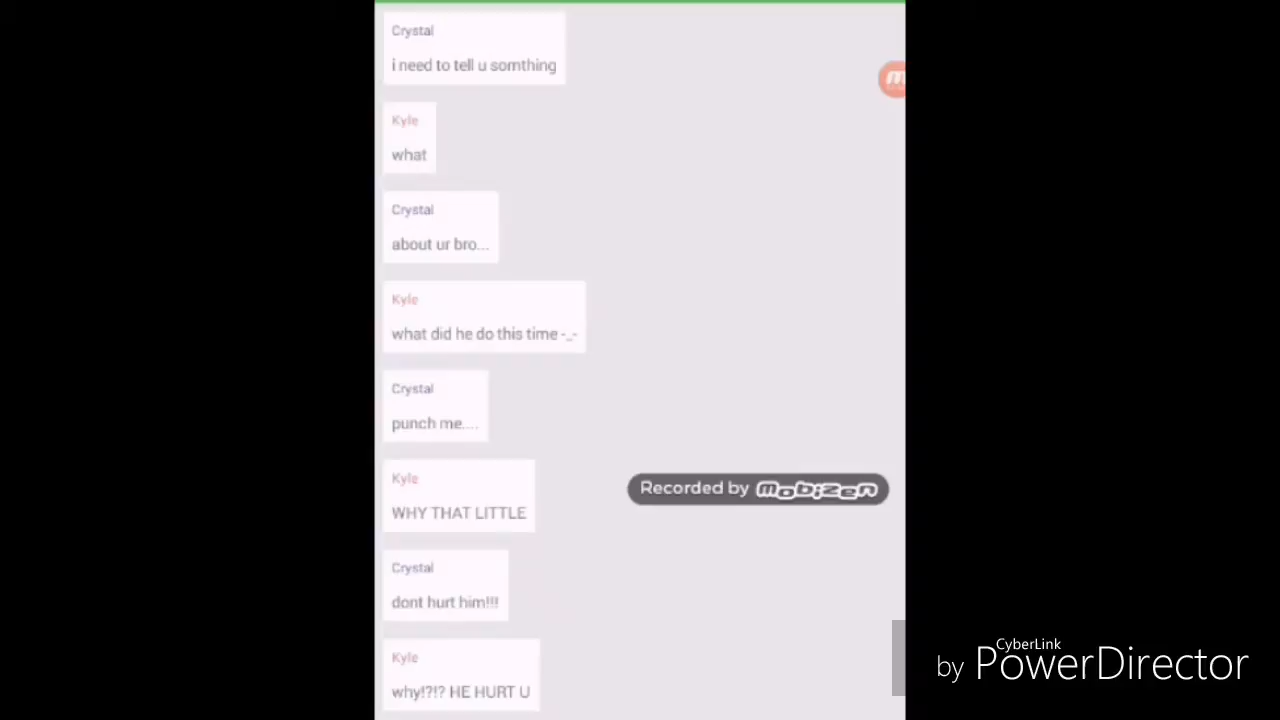 Crystal
i need to tell u somthing
Kyle
what
Crystal
about ur bro...
Kyle
what did he do this time -_-
Crystal
punch me....
Kyle
WHY THAT LITTLE
Recorded by mobizen
Crystal
dont hurt him!!!
Kyle
why!?!? HE HURT U
CyberLink
by PowerDirector